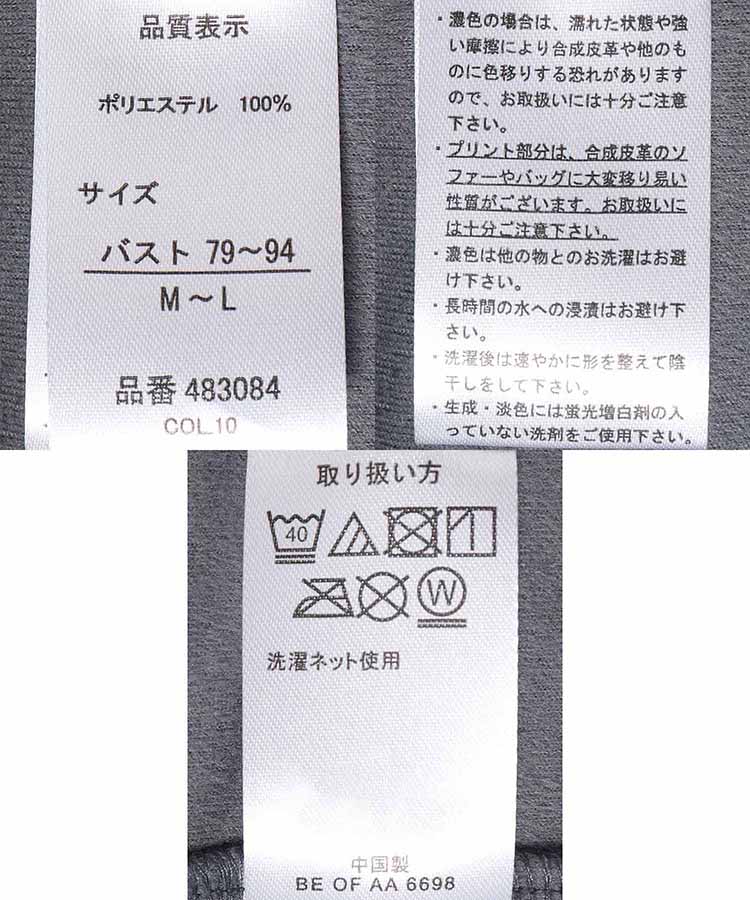 品質表示
ポリエステル 100%
サイズ
バスト 79～94
M～L
品番 483084
COL.10
・濃色の場合は、濡れた状態や強
い摩擦により合成皮革や他のも
のに色移りする恐れがあります
ので、お取扱いには十分ご注意
下さい。
・プリント部分は、合成皮革のソ
ファーやバッグに大変移り易い
性質がございます。お取扱いに
は十分ご注意下さい。
・濃色は他の物とのお洗濯はお避
け下さい。
・長時間の水への浸漬はお避け下
さい。
・洗濯後は速やかに形を整えて陰
干しをして下さい。
・生成・淡色には蛍光増白剤の入
っていない洗剤をご使用下さい。
取り扱い方
40
W
洗濯ネット使用
中国製
BE OF AA 6698